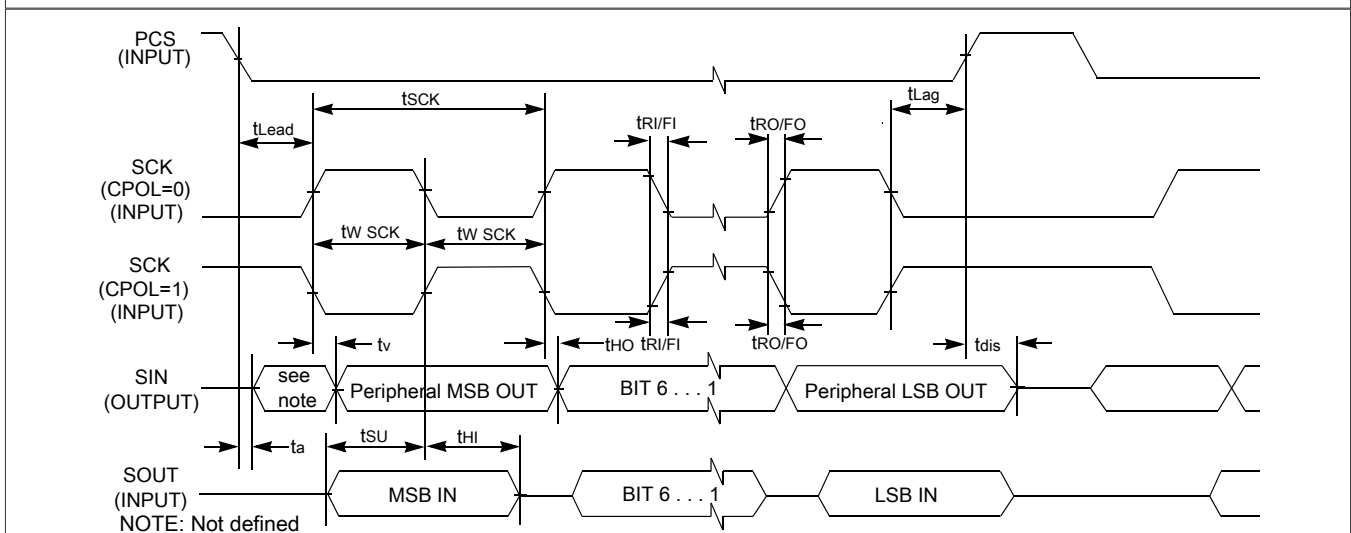 PCS
(INPUT)
tSCK
tLag
tLead
tRI/FI
tRO/FO
SCK
(CPOL=0)
(INPUT)
tW SCK
tW SCK
SCK
(CPOL=1)
(INPUT)
tv
tHO
tRI/FI
tRO/FO
tdis
SIN
(OUTPUT)
see
note
Peripheral MSB OUT
BIT 6 . . . 1
Peripheral LSB OUT
ta
tSU
tHI
SOUT
(INPUT)
MSB IN
BIT 6 . . . 1
LSB IN
NOTE: Not defined